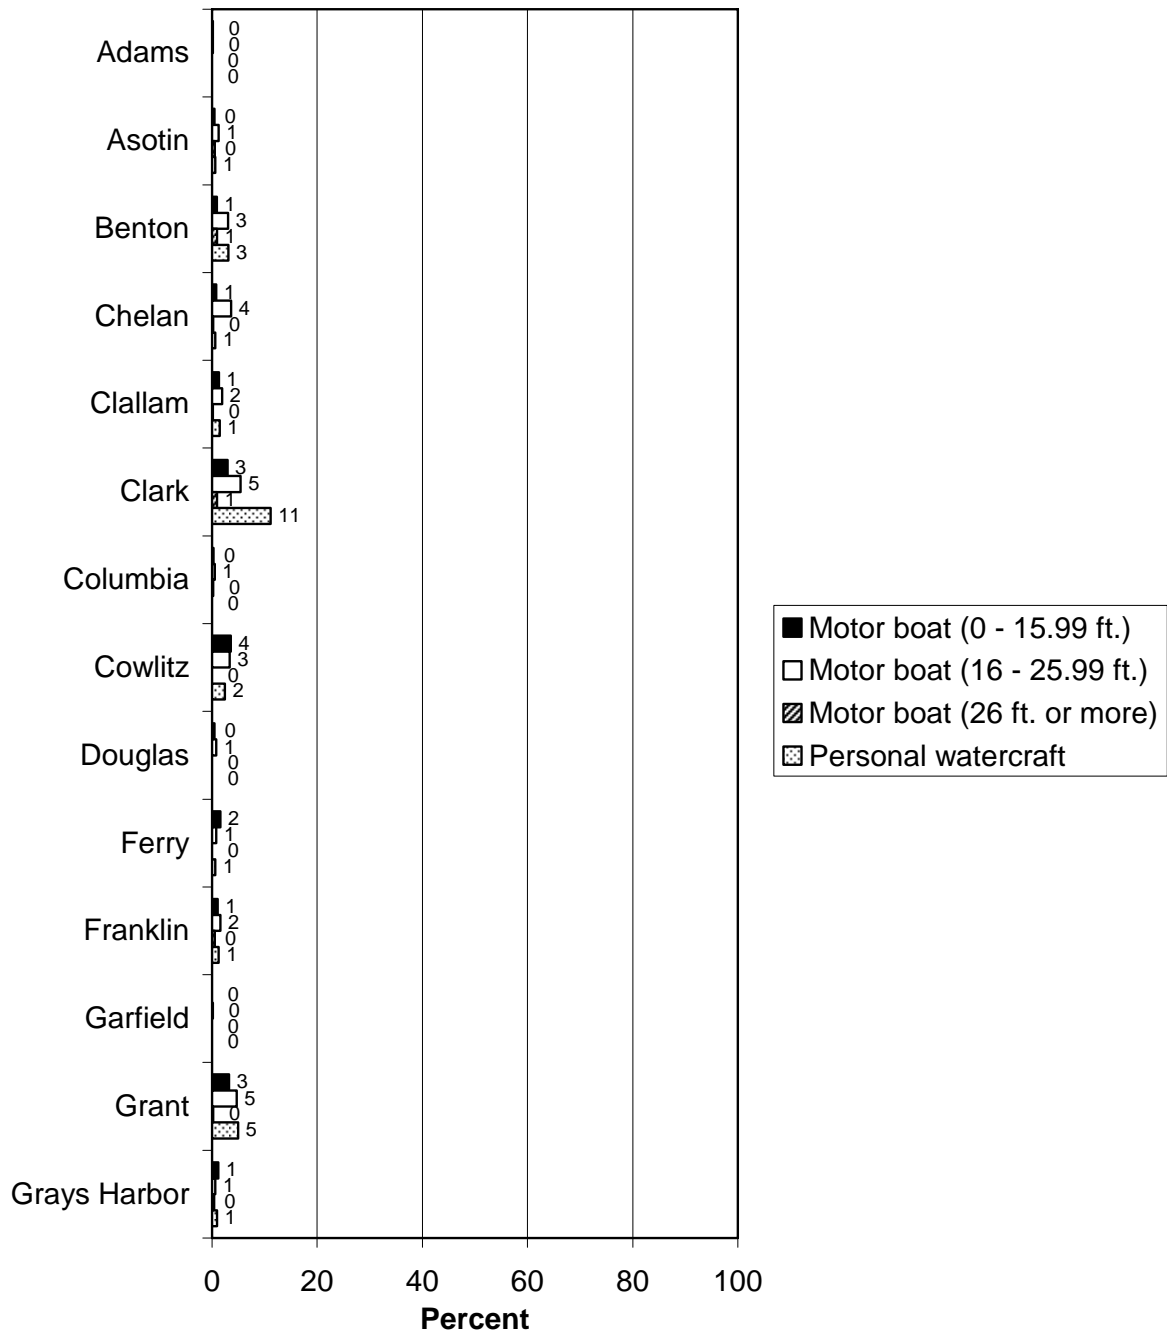 Adams
0
0
0
0
Asotin
0
1
0
1
Benton
1
3
1
3
Chelan
1
4
0
1
Clallam
1
2
0
1
Clark
3
5
1
11
Columbia
0
1
0
0
Cowlitz
4
3
0
2
Douglas
0
1
0
0
Ferry
2
1
0
1
Franklin
1
2
0
1
Garfield
0
0
0
0
Grant
3
5
0
5
Grays Harbor
1
1
0
1
0 20 40 60 80 100
Percent
Motor boat (0 - 15.99 ft.)
Motor boat (16 - 25.99 ft.)
Motor boat (26 ft. or more)
Personal watercraft